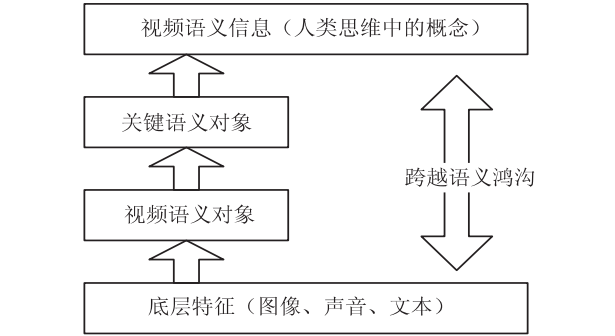 视频语义信息（人类思维中的概念）
关键语义对象
视频语义对象
跨越语义鸿沟
底层特征（图像、声音、文本）